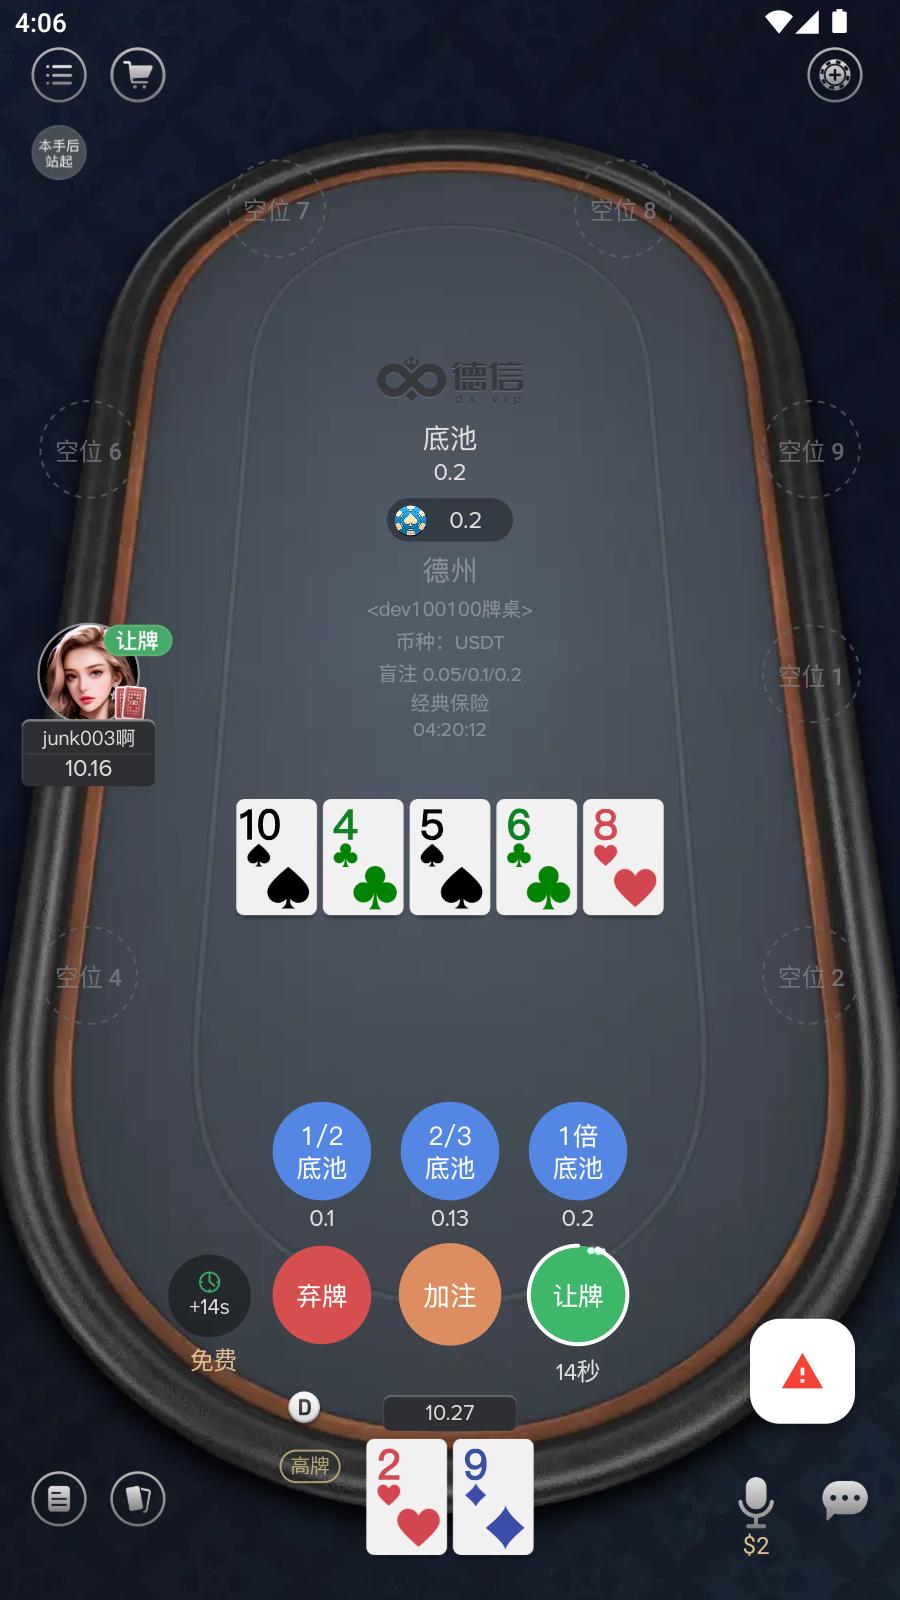 4:06
本手后
站起
空位 7
空位 8
德信
dx.vip
底池
0.2
空位 6
空位 9
0.2
德州
<dev100100牌桌>
币种：USDT
让牌
盲注 0.05/0.1/0.2
空位 1
经典保险
04:20:12
junk003啊
10.16
10
4
5
6
8
空位 4
空位 2
1/2
底池
2/3
底池
1倍
底池
0.1
0.13
0.2
+14s
弃牌
加注
让牌
免费
14秒
D
10.27
高牌
2
9
$2